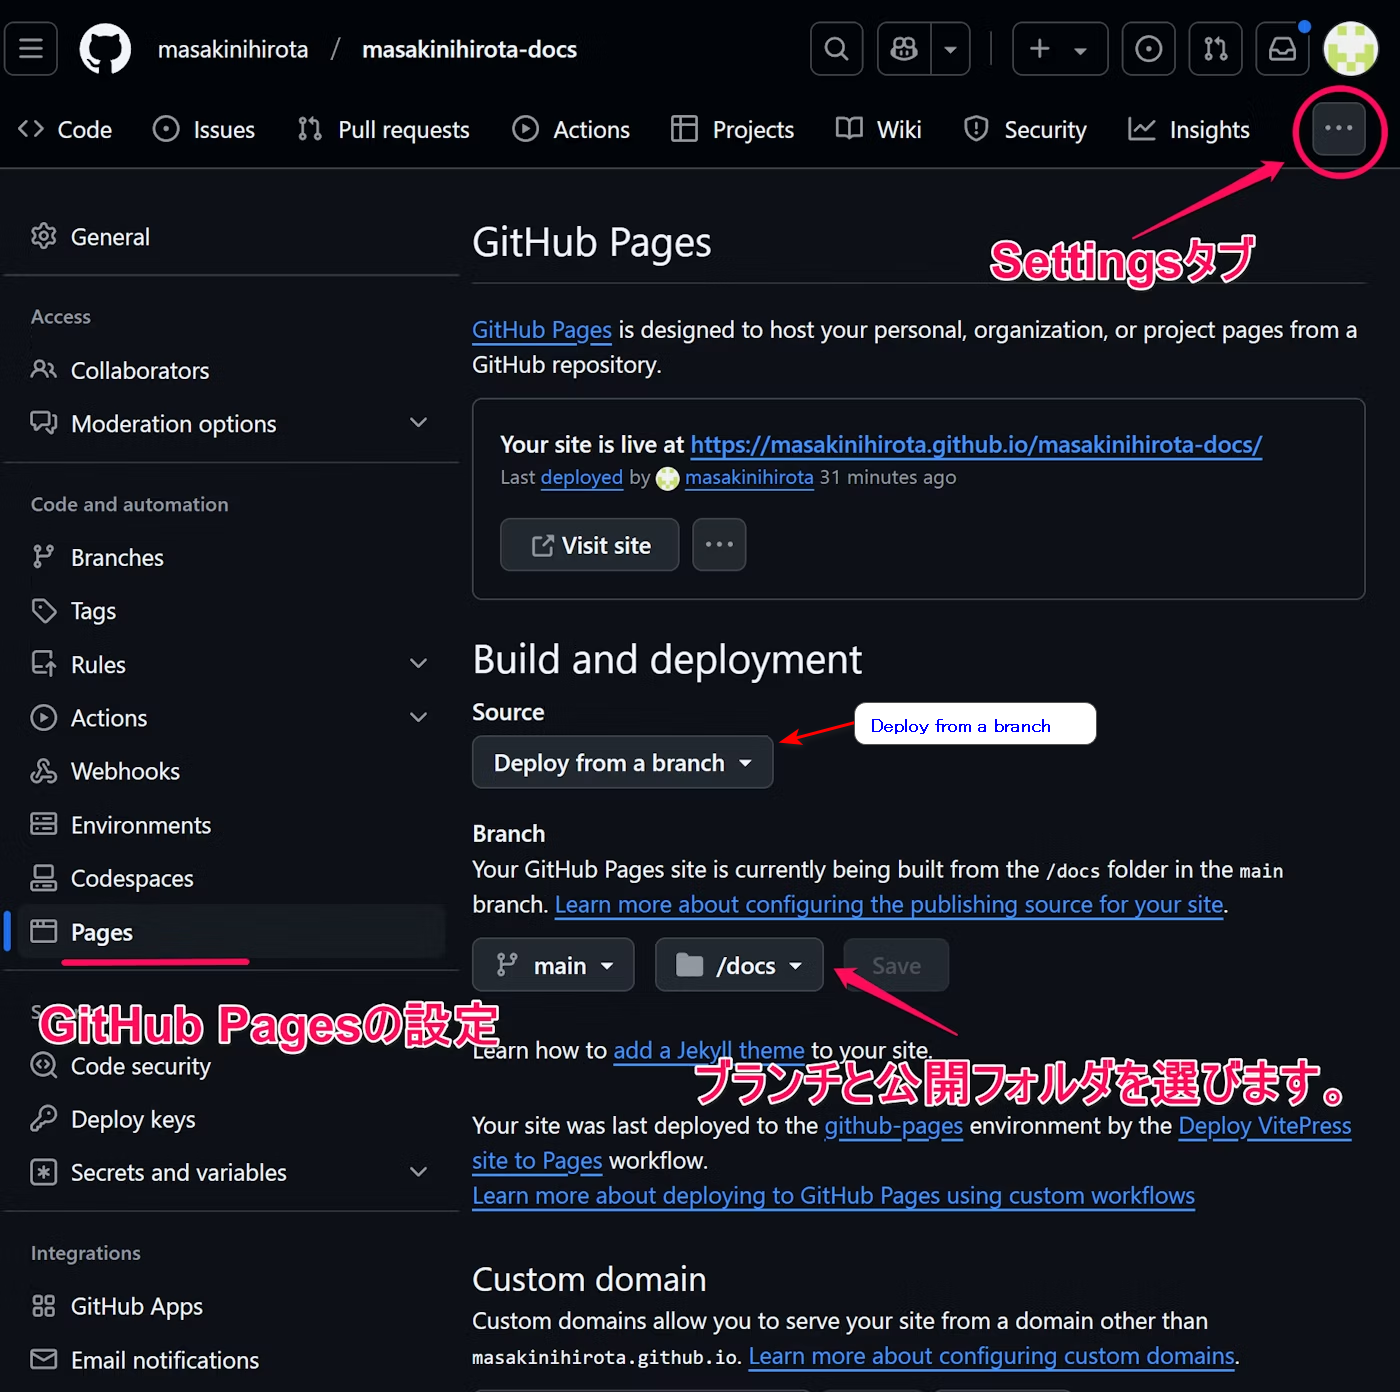 masakinihirota / masakinihirota-docs
Code Issues Pull requests Actions Projects Wiki Security Insights
Settingsタブ
General
Access
Collaborators
Moderation options
Code and automation
Branches
Tags
Rules
Actions
Webhooks
Environments
Codespaces
Pages
GitHub Pagesの設定
Code security
Deploy keys
Secrets and variables
Integrations
GitHub Apps
Email notifications
GitHub Pages
GitHub Pages is designed to host your personal, organization, or project pages from a
GitHub repository.
Your site is live at https://masakinihirota.github.io/masakinihirota-docs/
Last deployed by masakinihirota 31 minutes ago
Visit site
Build and deployment
Source
Deploy from a branch
Deploy from a branch
Branch
Your GitHub Pages site is currently being built from the /docs folder in the main
branch. Learn more about configuring the publishing source for your site.
main /docs Save
Learn how to add a Jekyll theme to your site.
ブランチと公開フォルダを選びます。
Your site was last deployed to the github-pages environment by the Deploy VitePress
site to Pages workflow.
Learn more about deploying to GitHub Pages using custom workflows
Custom domain
Custom domains allow you to serve your site from a domain other than
masakinihirota.github.io. Learn more about configuring custom domains.